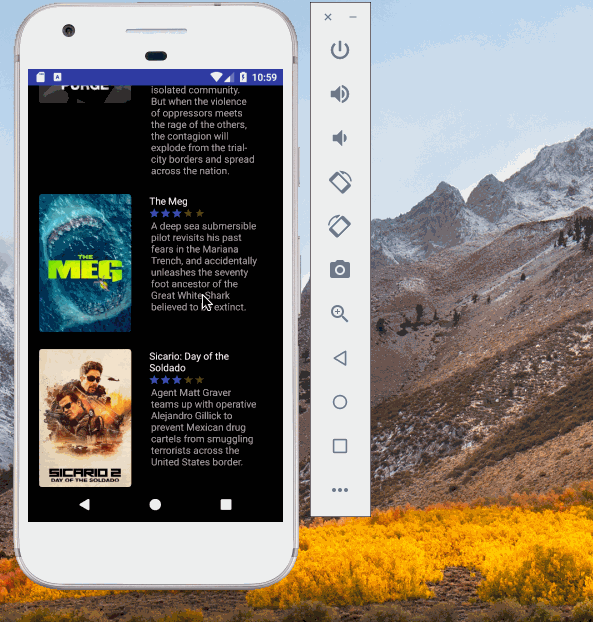 10:59
PURGE
isolated community.
But when the violence
of oppressors meets
the rage of the others,
the contagion will
explode from the trial-
city borders and spread
across the nation.
The Meg
A deep sea submersible
pilot revisits his past
fears in the Mariana
Trench, and accidentally
unleashes the seventy
foot ancestor of the
Great White Shark
believed to be extinct.
THE
MEG
Sicario: Day of the
Soldado
Agent Matt Graver
teams up with operative
Alejandro Gillick to
prevent Mexican drug
cartels from smuggling
terrorists across the
United States border.
SICARIO 2
DAY OF THE SOLDADO